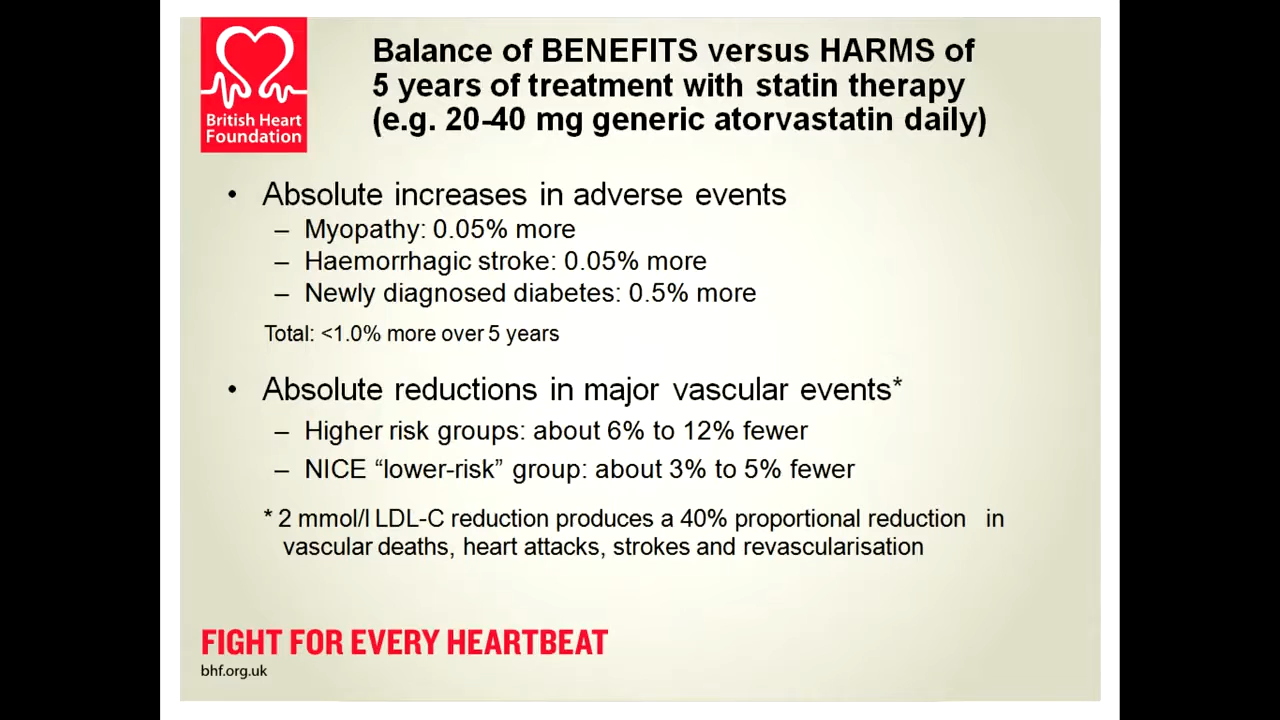 British Heart
Foundation
Balance of BENEFITS versus HARMS of
5 years of treatment with statin therapy
(e.g. 20-40 mg generic atorvastatin daily)
• Absolute increases in adverse events
– Myopathy: 0.05% more
– Haemorrhagic stroke: 0.05% more
– Newly diagnosed diabetes: 0.5% more
Total: <1.0% more over 5 years
• Absolute reductions in major vascular events*
– Higher risk groups: about 6% to 12% fewer
– NICE “lower-risk” group: about 3% to 5% fewer
* 2 mmol/l LDL-C reduction produces a 40% proportional reduction in
vascular deaths, heart attacks, strokes and revascularisation
FIGHT FOR EVERY HEARTBEAT
bhf.org.uk